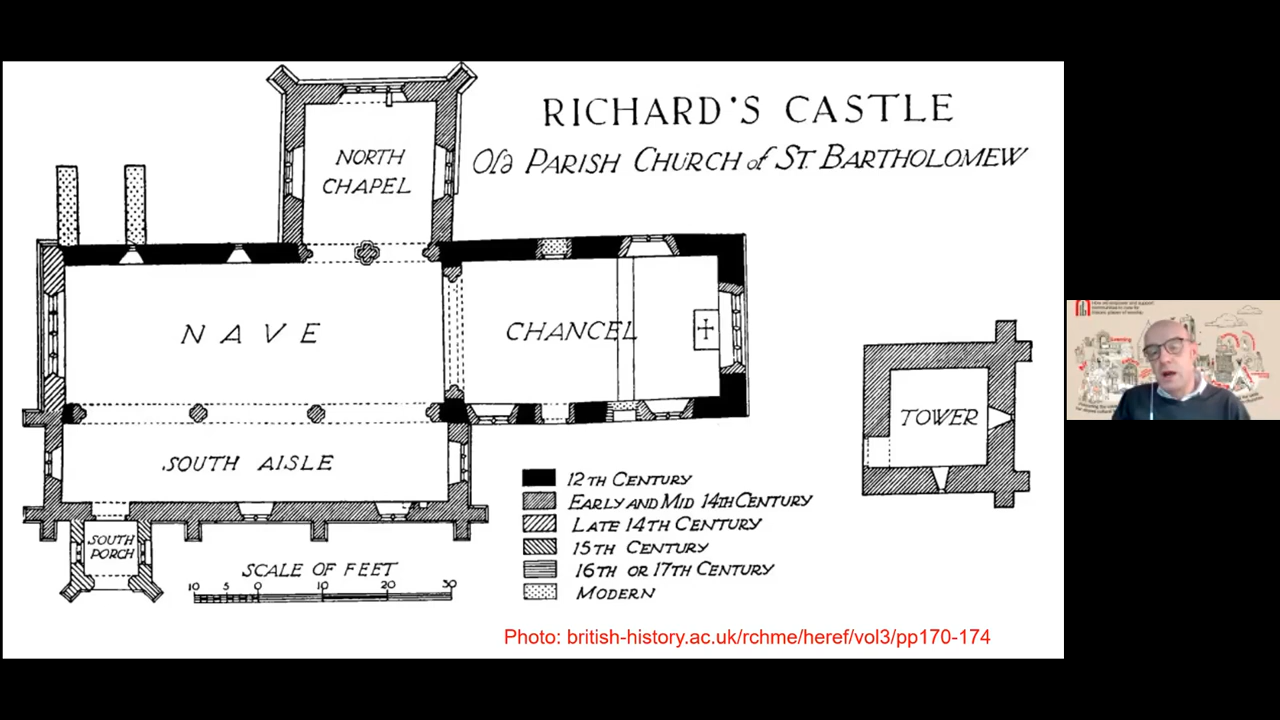 RICHARD'S CASTLE
Old PARISH CHURCH of ST. BARTHOLOMEW
NORTH
CHAPEL
NAVE
CHANCEL
TOWER
SOUTH AISLE
SOUTH
PORCH
12TH CENTURY
EARLY AND MID 14TH CENTURY
LATE 14TH CENTURY
15TH CENTURY
16TH OR 17TH CENTURY
MODERN
SCALE OF FEET
10 5 0 10 20 30
Photo: british-history.ac.uk/rchme/heref/vol3/pp170-174